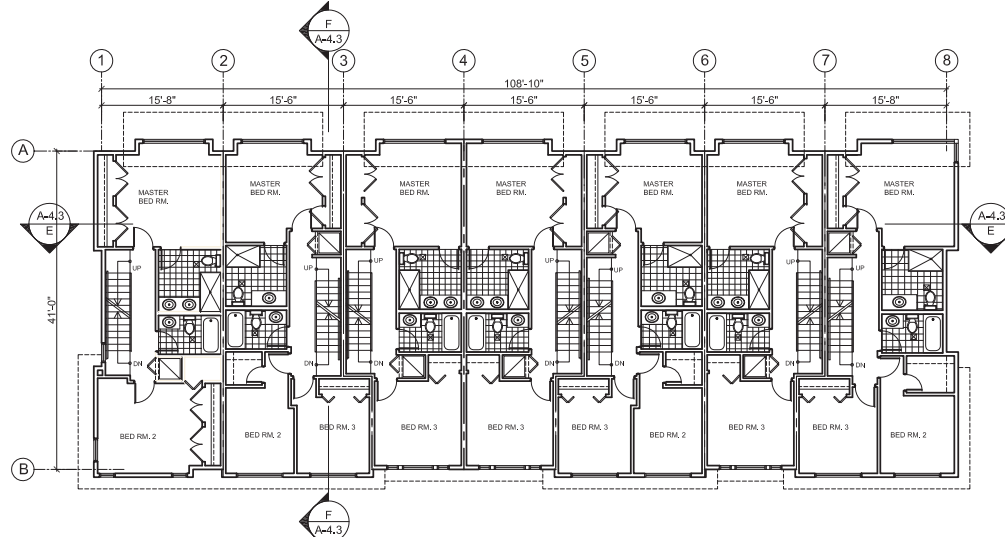 F
A-4.3
1
2
3
4
5
6
7
8
108'-10"
15'-8"
15'-6"
15'-6"
15'-6"
15'-6"
15'-6"
15'-8"
A
MASTER
BED RM.
MASTER
BED RM.
MASTER
BED RM.
MASTER
BED RM.
MASTER
BED RM.
MASTER
BED RM.
MASTER
BED RM.
A-4.3
E
A-4.3
E
41'-0"
UP
UP
UP
UP
UP
UP
UP
DN
DN
DN
DN
DN
DN
DN
BED RM. 2
BED RM. 2
BED RM. 3
BED RM. 3
BED RM. 3
BED RM. 3
BED RM. 2
BED RM. 3
BED RM. 3
BED RM. 2
B
F
A-4.3